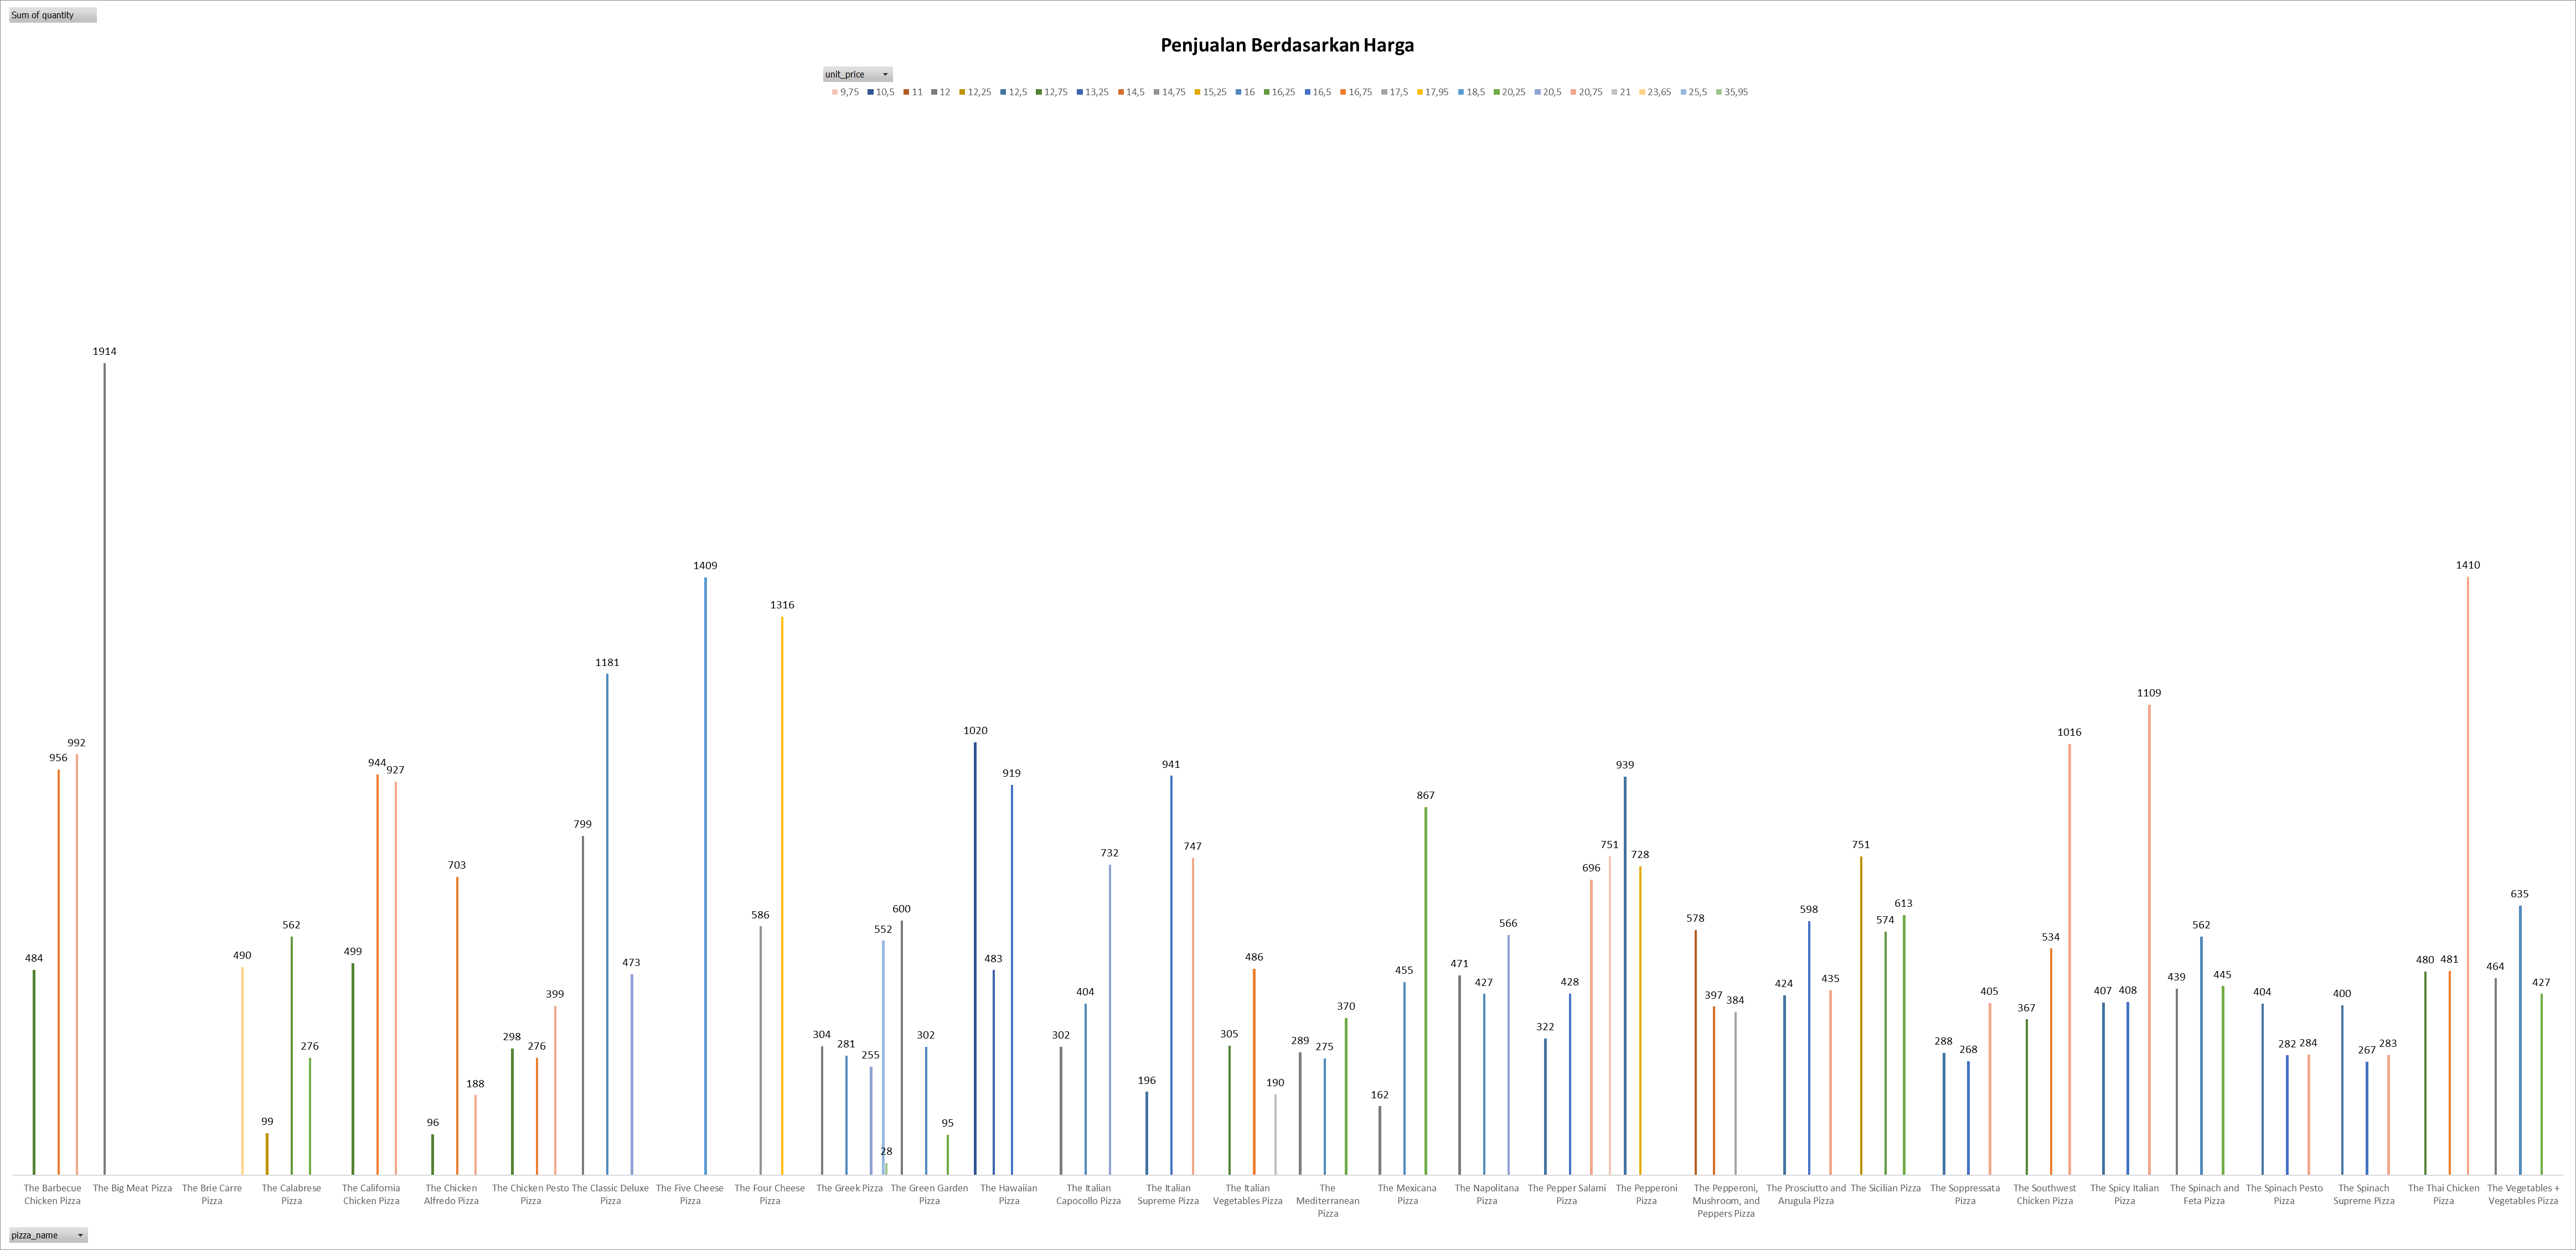 Sum of quantity
Penjualan Berdasarkan Harga
unit_price
9,75 10,5 11 12 12,25 12,5 12,75 13,25 14,5 14,75 15,25 16 16,25 16,5 16,75 17,5 17,95 18,5 20,25 20,5 20,75 21 23,65 25,5 35,95
484 956 992
1914
490
99 562 276
499 944 927
96 703 188
298 276 399
799 1181 473
1409
586 1316
304 281 255 552 28
600 302 95
1020 483 919
302 404 732
196 941 747
305 486 190
289 275 370
162 455 867
471 427 566
322 428 696
751 939 728
578 397 384
424 598 435
751 574 613
288 268 405
367 534 1016
407 408 1109
439 562 445
404 282 284
400 267 283
480 481 1410
464 635 427
The Barbecue
Chicken Pizza
The Big Meat Pizza
The Brie Carre
Pizza
The Calabrese
Pizza
The California
Chicken Pizza
The Chicken
Alfredo Pizza
The Chicken Pesto
Pizza
The Classic Deluxe
Pizza
The Five Cheese
Pizza
The Four Cheese
Pizza
The Greek Pizza
The Green Garden
Pizza
The Hawaiian
Pizza
The Italian
Capocollo Pizza
The Italian
Supreme Pizza
The Italian
Vegetables Pizza
The
Mediterranean
Pizza
The Mexicana
Pizza
The Napolitana
Pizza
The Pepper Salami
Pizza
The Pepperoni
Pizza
The Pepperoni,
Mushroom, and
Peppers Pizza
The Prosciutto and
Arugula Pizza
The Sicilian Pizza
The Soppressata
Pizza
The Southwest
Chicken Pizza
The Spicy Italian
Pizza
The Spinach and
Feta Pizza
The Spinach Pesto
Pizza
The Spinach
Supreme Pizza
The Thai Chicken
Pizza
The Vegetables +
Vegetables Pizza
pizza_name